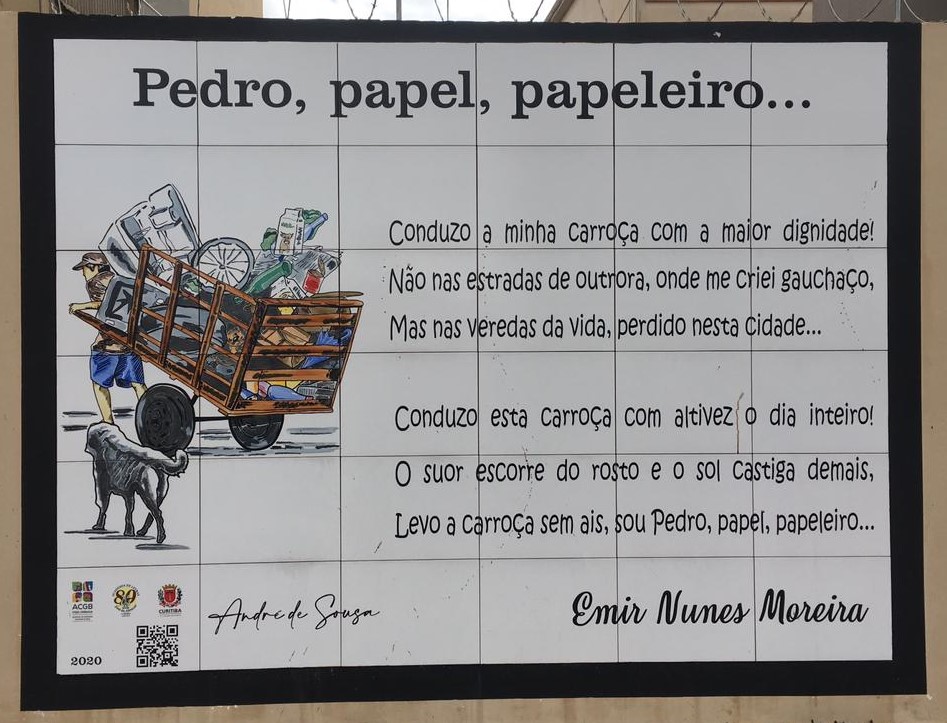 Pedro, papel, papeleiro...
Conduzo a minha carroça com a maior dignidade!
Não nas estradas de outrora, onde me criei gauchaço,
Mas nas veredas da vida, perdido nesta cidade...
Conduzo esta carroça com altivez o dia inteiro!
O suor escorre do rosto e o sol castiga demais,
Levo a carroça sem ais, sou Pedro, papel, papeleiro...
ACGB
80
CURITIBA
André de Sousa
Emir Nunes Moreira
2020